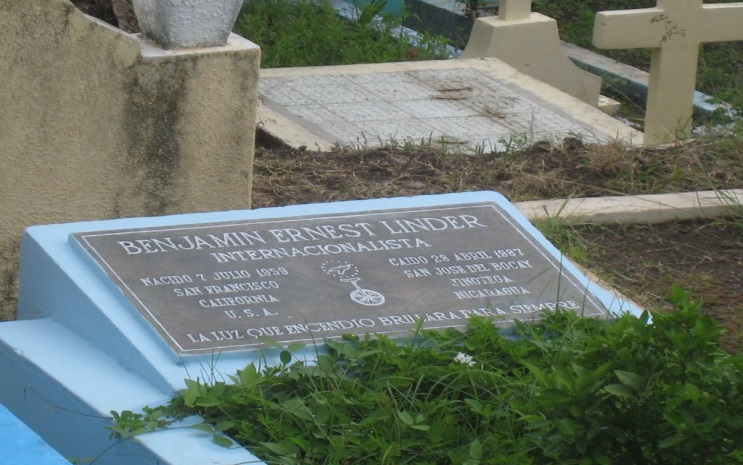 BENJAMIN ERNEST LINDER
INTERNACIONALISTA
NACIDO 7 JULIO 1959
SAN FRANCISCO
CALIFORNIA
U.S.A.
CAIDO 28 ABRIL 1987
SAN JOSE DEL BOCAY
JINOTEGA
NICARAGUA
LA LUZ QUE ENCENDIO BRILLARA PARA SIEMPRE